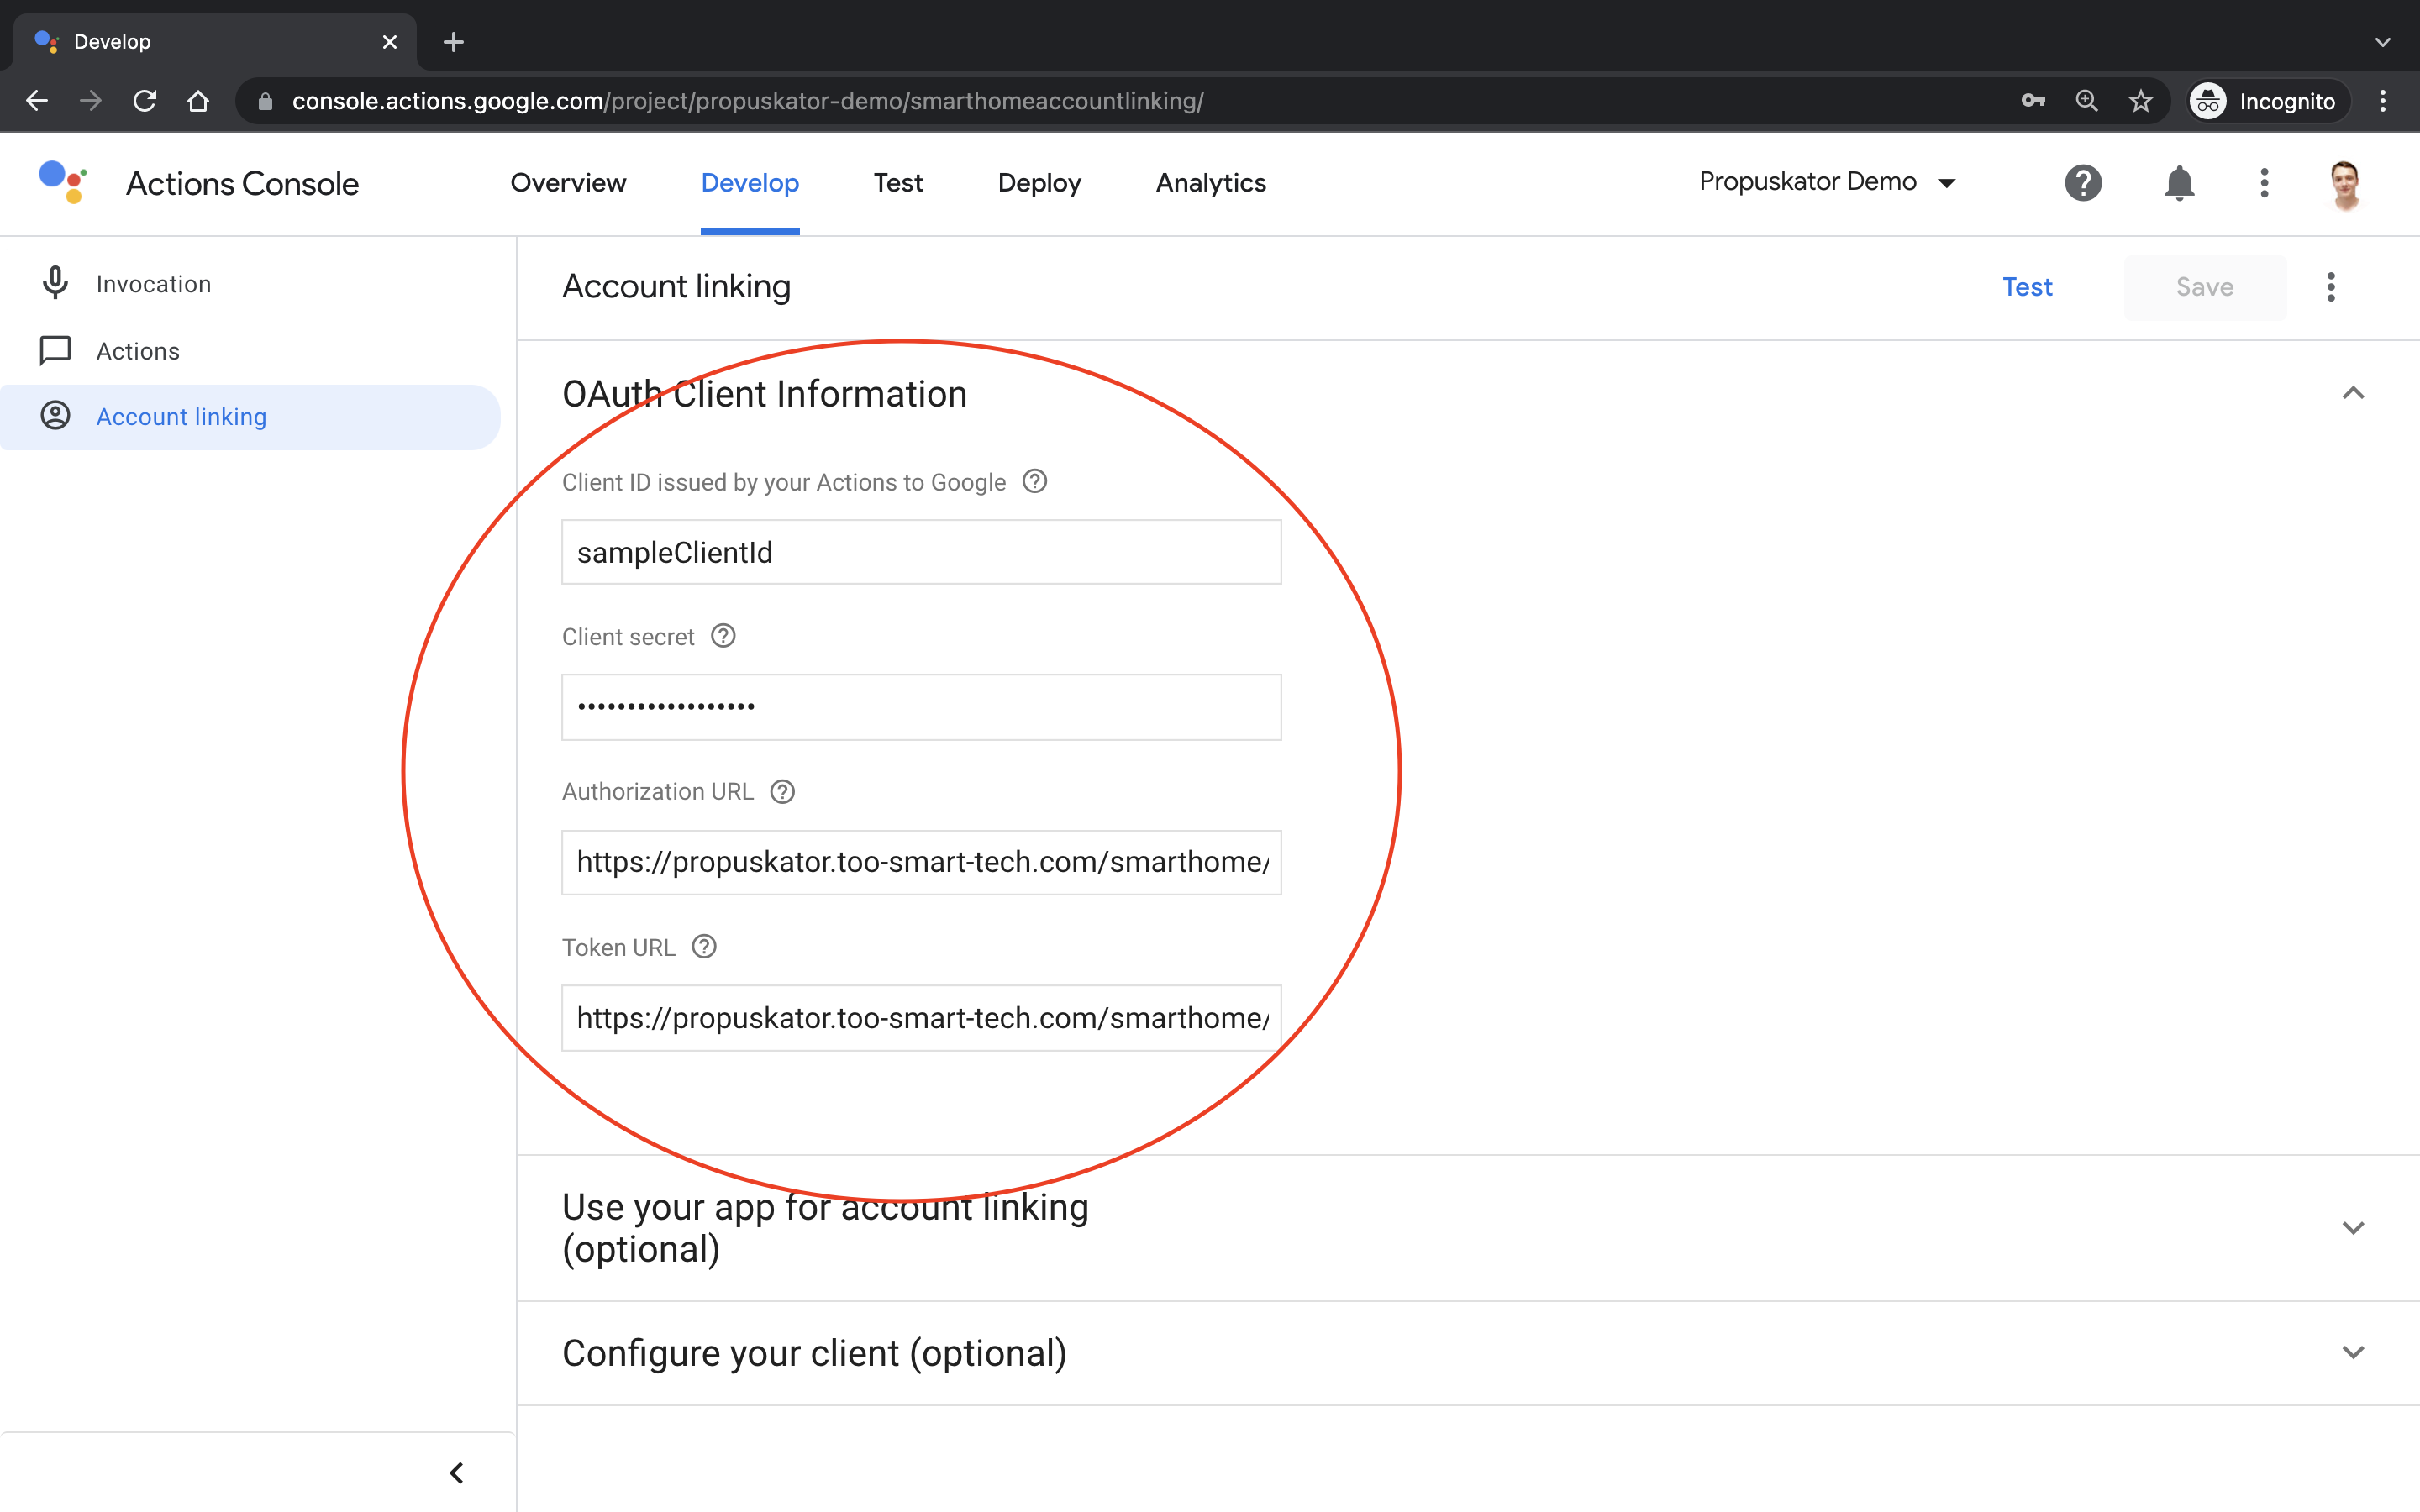 Develop
console.actions.google.com/project/propuskator-demo/smarthomeaccountlinking/
Incognito
Actions Console
Overview
Develop
Test
Deploy
Analytics
Propuskator Demo
Invocation
Actions
Account linking
Account linking
Test
Save
OAuth Client Information
Client ID issued by your Actions to Google
sampleClientId
Client secret
••••••••••••••••••
Authorization URL
https://propuskator.too-smart-tech.com/smarthome/
Token URL
https://propuskator.too-smart-tech.com/smarthome/
Use your app for account linking
(optional)
Configure your client (optional)